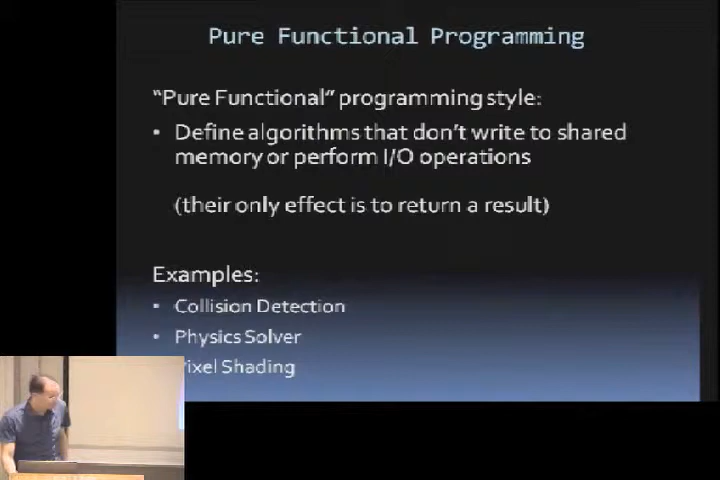 Pure Functional Programming
"Pure Functional" programming style:
• Define algorithms that don't write to shared
memory or perform I/O operations
(their only effect is to return a result)
Examples:
• Collision Detection
• Physics Solver
Pixel Shading